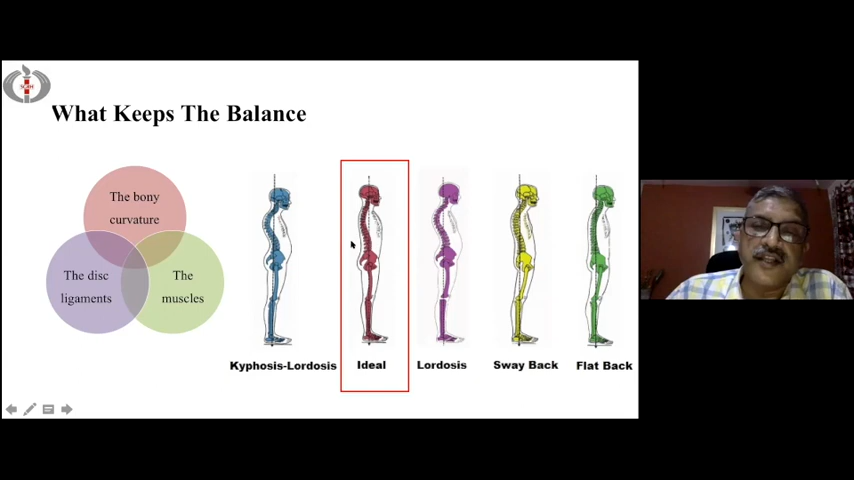 What Keeps The Balance
The bony
curvature
The disc
ligaments
The
muscles
Kyphosis-Lordosis
Ideal
Lordosis
Sway Back
Flat Back